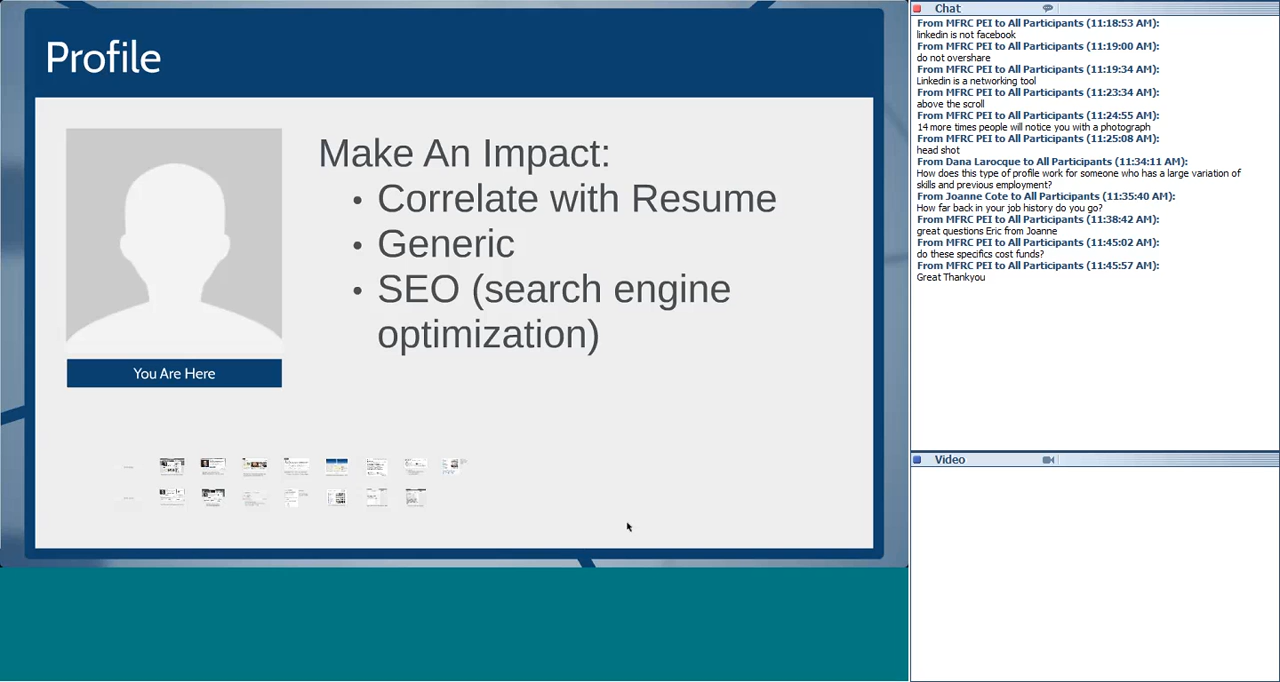 Profile
Make An Impact:
• Correlate with Resume
• Generic
• SEO (search engine
optimization)
You Are Here
Chat
From MFRC PEI to All Participants (11:18:53 AM):
linkedin is not facebook
From MFRC PEI to All Participants (11:19:00 AM):
do not overshare
From MFRC PEI to All Participants (11:19:34 AM):
Linkedin is a networking tool
From MFRC PEI to All Participants (11:23:34 AM):
above the scroll
From MFRC PEI to All Participants (11:24:55 AM):
14 more times people will notice you with a photograph
From MFRC PEI to All Participants (11:25:08 AM):
head shot
From Dana Larocque to All Participants (11:34:11 AM):
How does this type of profile work for someone who has a large variation of
skills and previous employment?
From Joanne Cote to All Participants (11:35:40 AM):
How far back in your job history do you go?
From MFRC PEI to All Participants (11:38:42 AM):
great questions Eric from Joanne
From MFRC PEI to All Participants (11:45:02 AM):
do these specifics cost funds?
From MFRC PEI to All Participants (11:45:57 AM):
Great Thankyou
Video